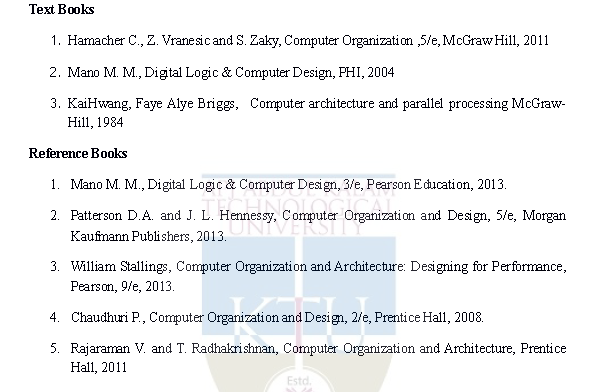 Text Books
1. Hamacher C., Z. Vranesic and S. Zaky, Computer Organization ,5/e, McGraw Hill, 2011
2. Mano M. M., Digital Logic & Computer Design, PHI, 2004
3. KaiHwang, Faye Alye Briggs, Computer architecture and parallel processing McGraw-
Hill, 1984
Reference Books
1. Mano M. M., Digital Logic & Computer Design, 3/e, Pearson Education, 2013.
TECHNOLOGICAL
2. Patterson D.A. and J. L. Hennessy, Computer Organization and Design, 5/e, Morgan
UNIVERSITY
Kaufmann Publishers, 2013.
3. William Stallings, Computer Organization and Architecture: Designing for Performance,
Pearson, 9/e, 2013.
KTU
4. Chaudhuri P., Computer Organization and Design, 2/e, Prentice Hall, 2008.
5. Rajaraman V. and T. Radhakrishnan, Computer Organization and Architecture, Prentice
Hall, 2011
Estd.